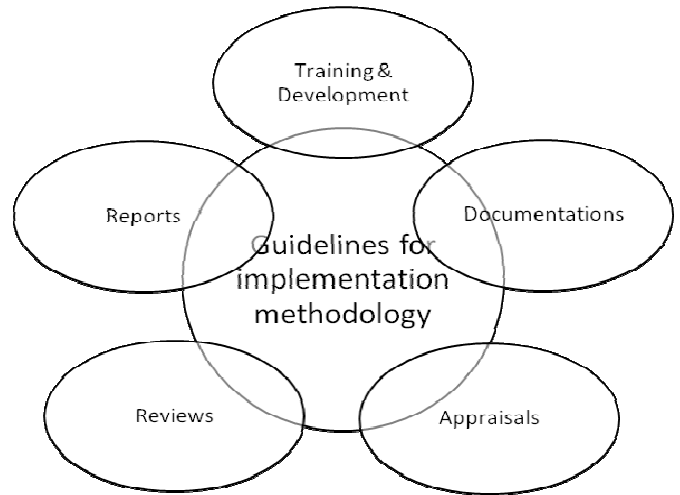 Training &
Development
Reports
Documentations
Guidelines for
implementation
methodology
Reviews
Appraisals